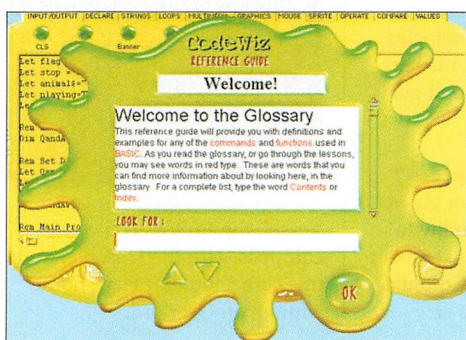 INPUT/OUTPUT DECLARE STRINGS LOOPS MULTIMEDIA GRAPHICS MOUSE SPRITE OPERATE COMPARE VALUES
CLS Banner
CodeWiz
REFERENCE GUIDE
Welcome!
Let flag
Let stop =
Let animal$="
Let playing="
Let
Rem
Dim QandA
Rem Set D
Let Qan
Rem Main Pro
Welcome to the Glossary
This reference guide will provide you with definitions and
examples for any of the commands and functions used in
BASIC. As you read the glossary, or go through the lessons,
you may see words in red type. These are words that you
can find more information about by looking here, in the
glossary. For a complete list, type the word Contents or
Index.
LOOK FOR:
OK